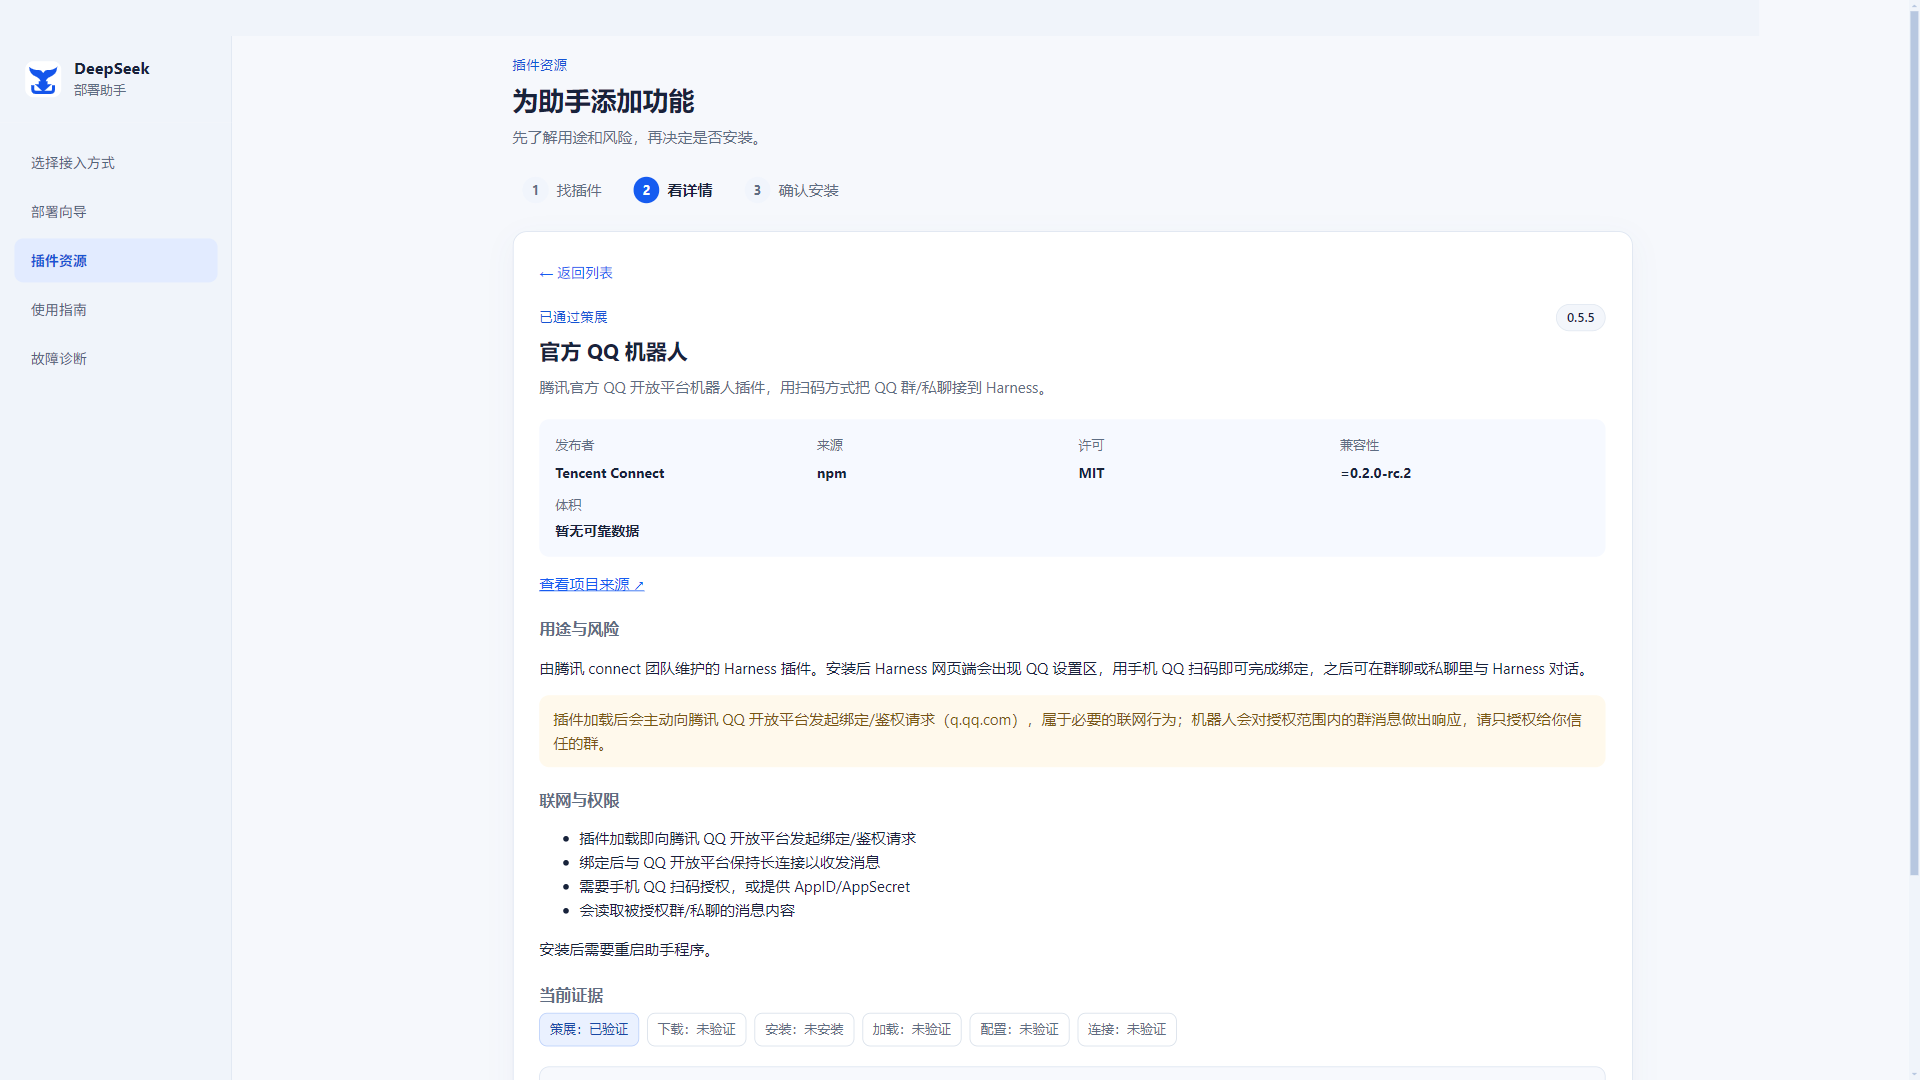 DeepSeek
部署助手
选择接入方式
部署向导
插件资源
使用指南
故障诊断
插件资源
为助手添加功能
先了解用途和风险，再决定是否安装。
1 找插件 2 看详情 3 确认安装
← 返回列表
已通过策展
0.5.5
官方 QQ 机器人
腾讯官方 QQ 开放平台机器人插件，用扫码方式把 QQ 群/私聊接到 Harness。
发布者 来源 许可 兼容性
Tencent Connect npm MIT =0.2.0-rc.2
体积
暂无可靠数据
查看项目来源 ↗
用途与风险
由腾讯 connect 团队维护的 Harness 插件。安装后 Harness 网页端会出现 QQ 设置区，用手机 QQ 扫码即可完成绑定，之后可在群聊或私聊里与 Harness 对话。
插件加载后会主动向腾讯 QQ 开放平台发起绑定/鉴权请求（q.qq.com），属于必要的联网行为；机器人会对授权范围内的群消息做出响应，请只授权给你信
任的群。
联网与权限
• 插件加载即向腾讯 QQ 开放平台发起绑定/鉴权请求
• 绑定后与 QQ 开放平台保持长连接以收发消息
• 需要手机 QQ 扫码授权，或提供 AppID/AppSecret
• 会读取被授权群/私聊的消息内容
安装后需要重启助手程序。
当前证据
策展：已验证 下载：未验证 安装：未安装 加载：未验证 配置：未验证 连接：未验证